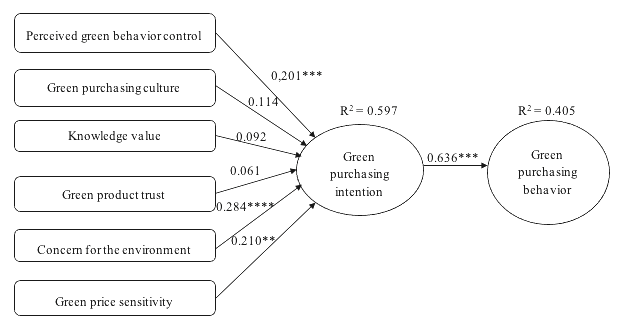 Perceived green behavior control
0,201***
Green purchasing culture
0.114
R² = 0.597
R² = 0.405
Knowledge value
0.092
Green
purchasing
intention
0.636***
Green
purchasing
behavior
0.061
Green product trust
0.284****
Concern for the environment
0.210**
Green price sensitivity